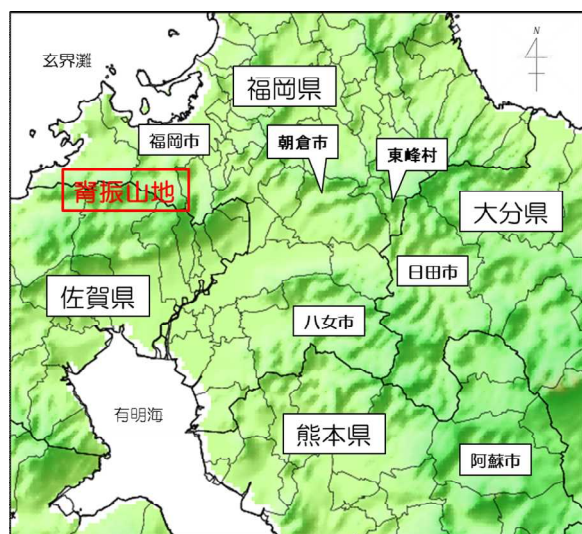 N
玄界灘
福岡県
福岡市
朝倉市
東峰村
脊振山地
大分県
日田市
佐賀県
八女市
有明海
熊本県
阿蘇市